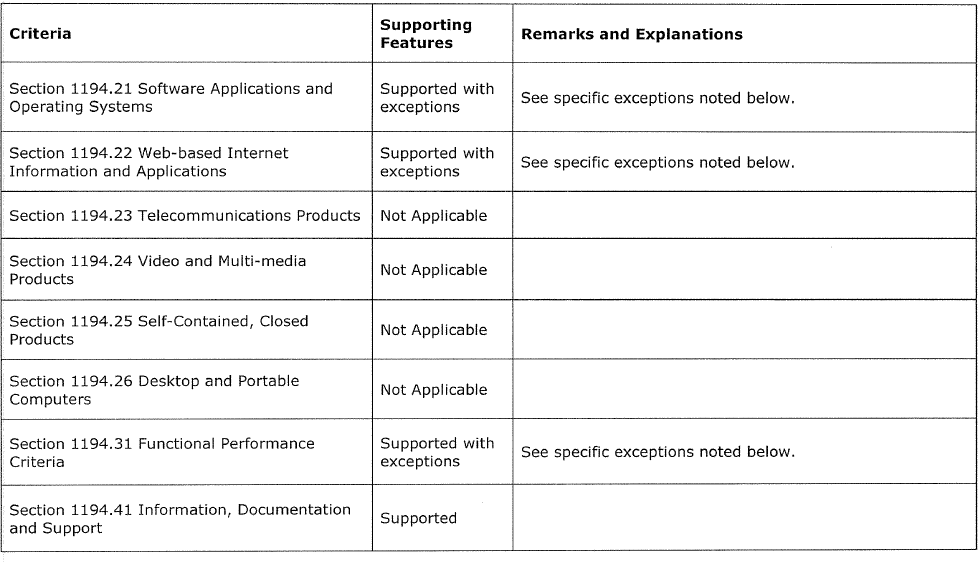 Criteria
Supporting
Features
Remarks and Explanations
Section 1194.21 Software Applications and
Operating Systems
Supported with
exceptions
See specific exceptions noted below.
Section 1194.22 Web-based Internet
Information and Applications
Supported with
exceptions
See specific exceptions noted below.
Section 1194.23 Telecommunications Products
Not Applicable
Section 1194.24 Video and Multi-media
Products
Not Applicable
Section 1194.25 Self-Contained, Closed
Products
Not Applicable
Section 1194.26 Desktop and Portable
Computers
Not Applicable
Section 1194.31 Functional Performance
Criteria
Supported with
exceptions
See specific exceptions noted below.
Section 1194.41 Information, Documentation
and Support
Supported